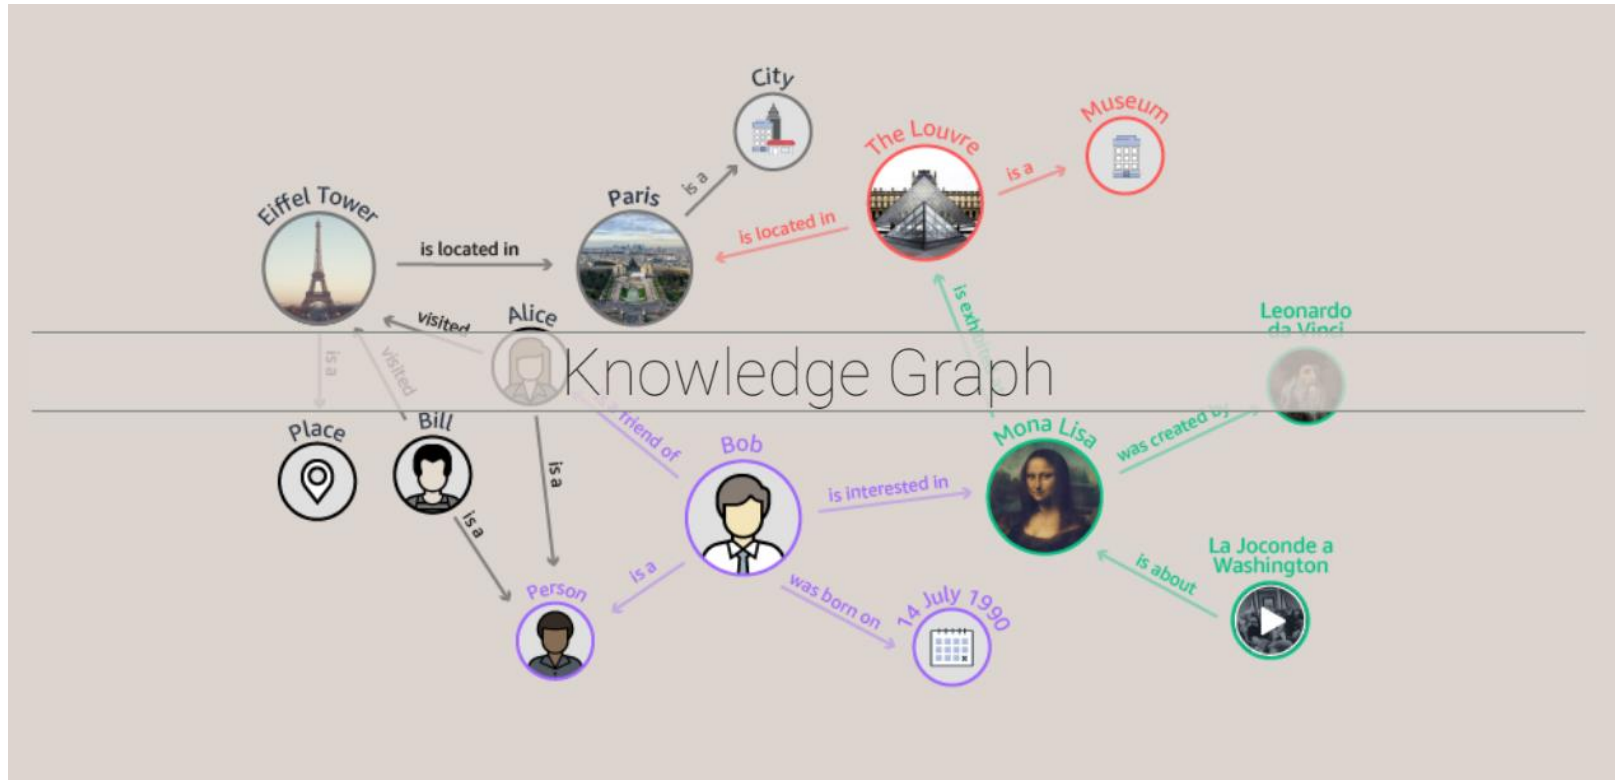 City
Museum
The Louvre
is a
is a
Eiffel Tower
Paris
is located in
is located in
visited
Alice
Leonardo
da Vinci
is a
visited
Knowledge Graph
friend of
Place
Bill
Bob
Mona Lisa
was created by
is a
is interested in
is a
La Joconde a
Washington
is about
is a
was born on
Person
14 July 1990